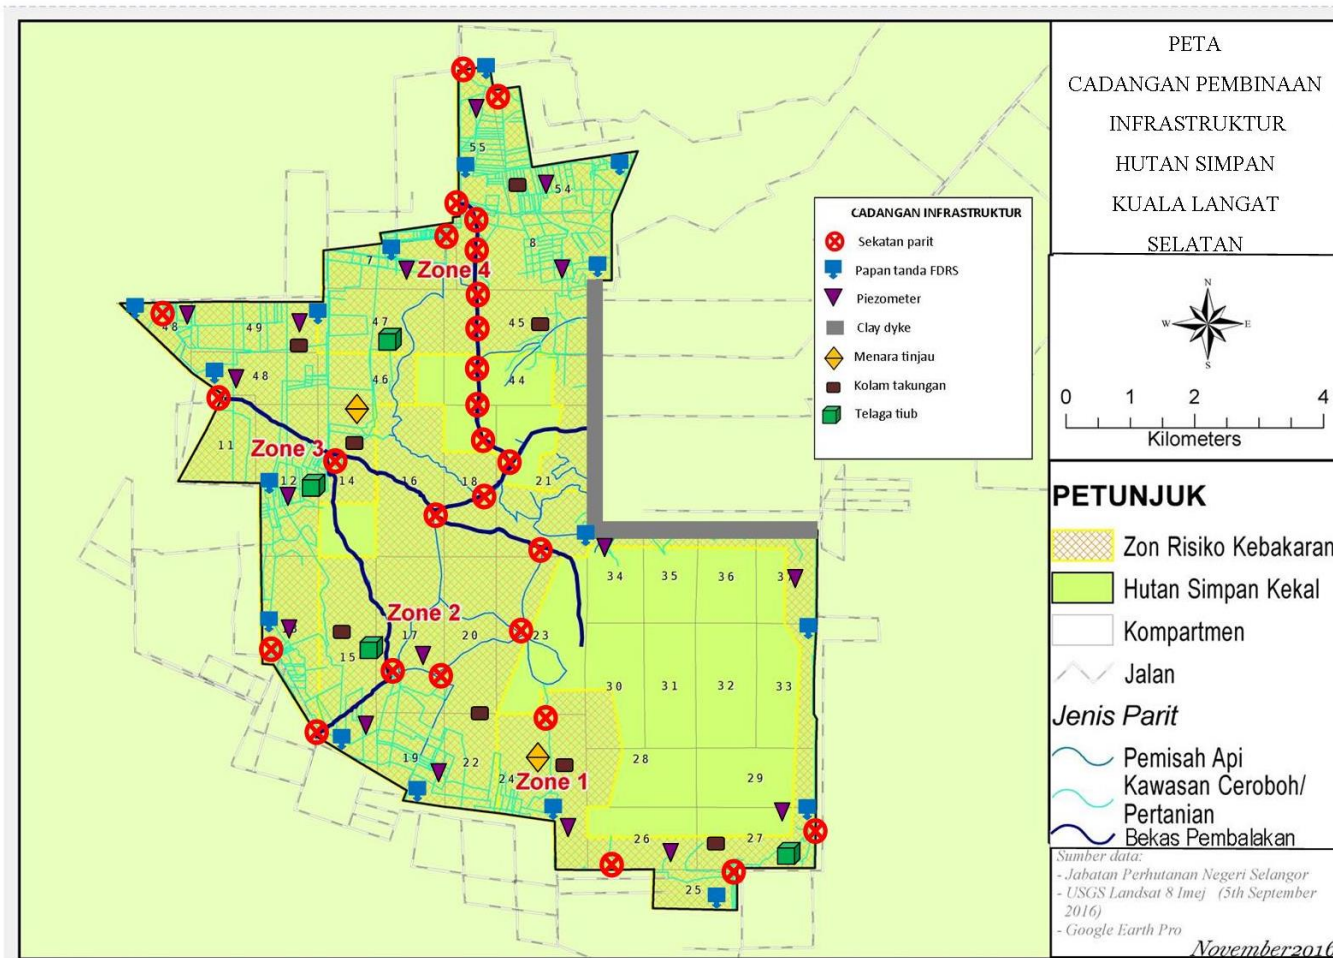 PETA
CADANGAN PEMBINAAN
INFRASTRUKTUR
HUTAN SIMPAN
KUALA LANGAT
SELATAN
N
W E
S
0 1 2 4
Kilometers
PETUNJUK
Zon Risiko Kebakaran
Hutan Simpan Kekal
Kompartmen
Jalan
Jenis Parit
Pemisah Api
Kawasan Ceroboh/
Pertanian
Bekas Pembalakan
Sumber data:
- Jabatan Perhutanan Negeri Selangor
- USGS Landsat 8 Imej (5th September
2016)
- Google Earth Pro
November2016
CADANGAN INFRASTRUKTUR
Sekatan parit
Papan tanda FDRS
Piezometer
Clay dyke
Menara tinjau
Kolam takungan
Telaga tiub
55
54
8
7
Zone 4
48
49
47
45
48
46
44
11
Zone 3
12
14
16
18
21
34
35
36
37
Zone 2
17
20
23
15
30
31
32
33
19
22
24
Zone 1
28
29
26
27
25